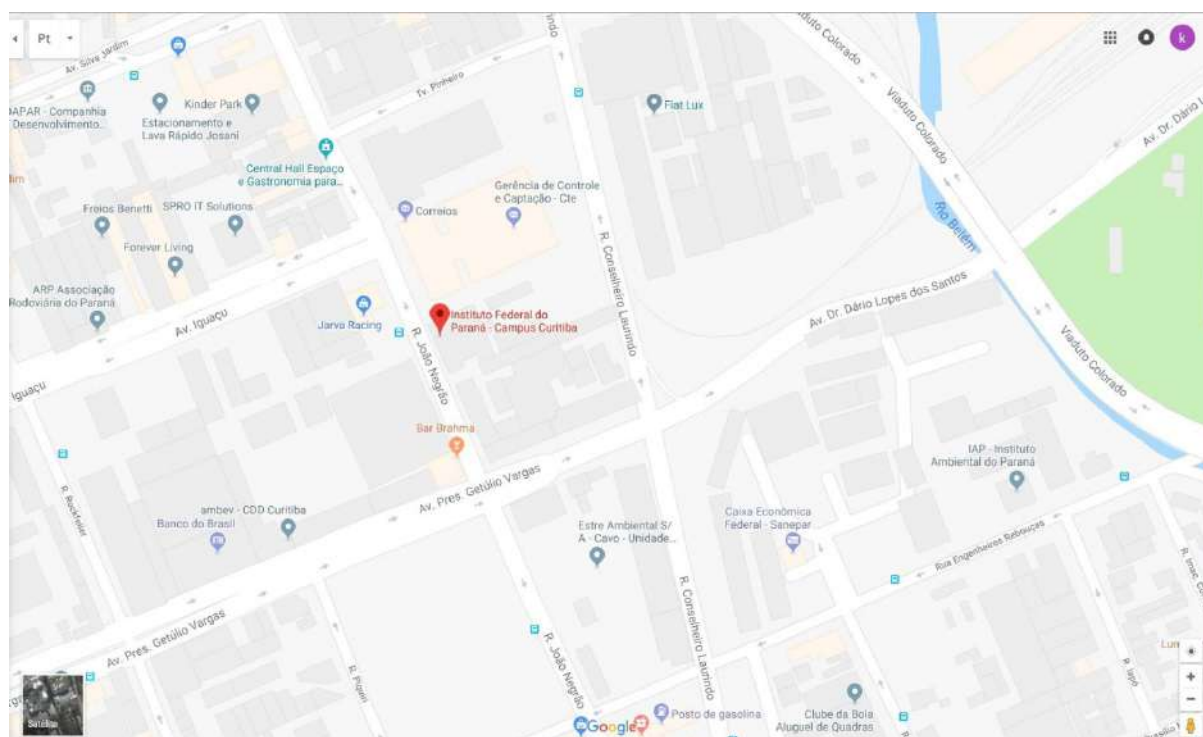 Pt
Av. Silva Jardim
DAPAR - Companhia
Desenvolvimento...
Kinder Park
Estacionamento e
Lava Rápido Josani
Tv. Pinheiro
Fiat Lux
Viaduto Colorado
Viaduto Colorado
Av. Dr. Dário
k
Central Hall Espaço
e Gastronomia para...
Gerência de Controle
e Captação - Cte
Correios
Freios Benetti
SPRO IT Solutions
Forever Living
ARP Associação
Rodoviária do Paraná
Av. Iguaçu
Jarva Racing
Instituto Federal do
Paraná - Campus Curitiba
R. Conselheiro Laurindo
Rio Belém
Av. Dr. Dário Lopes dos Santos
Viaduto Colorado
Iguaçu
R. João Negrão
Bar Brahma
Av. Pres. Getúlio Vargas
IAP - Instituto
Ambiental do Paraná
R. Rockfeller
ambev - CDD Curitiba
Banco do Brasil
Estre Ambiental S/
A - Cavo - Unidade...
Caixa Econômica
Federal - Sanepar
Rua Engenheiros Rebouças
R. Imac. Co
Av. Pres. Getúlio Vargas
R. João Negrão
R. Conselheiro Laurindo
R. Piquiri
R. Iapó
Lun
Satélite
Google
Posto de gasolina
Clube da Bola
Aluguel de Quadras